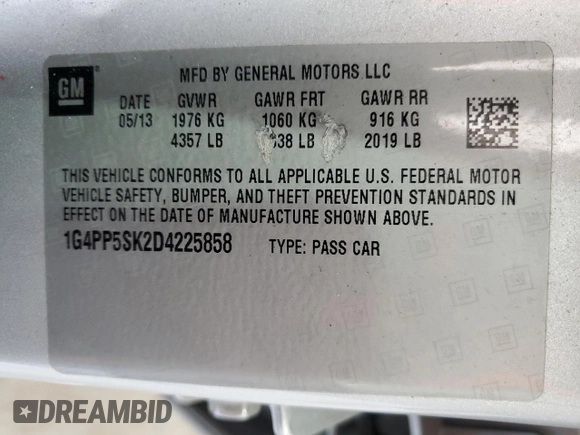 GM
MFD BY GENERAL MOTORS LLC
DATE GVWR GAWR FRT GAWR RR
05/13 1976 KG 1060 KG 916 KG
4357 LB LB 2019 LB
THIS VEHICLE CONFORMS TO ALL APPLICABLE U.S. FEDERAL MOTOR
VEHICLE SAFETY, BUMPER, AND THEFT PREVENTION STANDARDS IN
EFFECT ON THE DATE OF MANUFACTURE SHOWN ABOVE.
1G4PP5SK2D4225858 TYPE: PASS CAR
DREAMBID